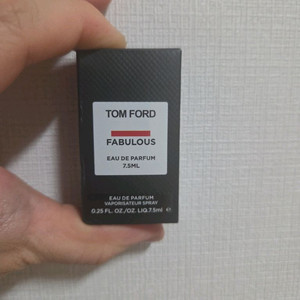 TOM FORD
FABULOUS
EAU DE PARFUM
7.5ML
EAU DE PARFUM
VAPORISATEUR SPRAY
0.25 FL. OZ./OZ. LIQ.7.5ml e